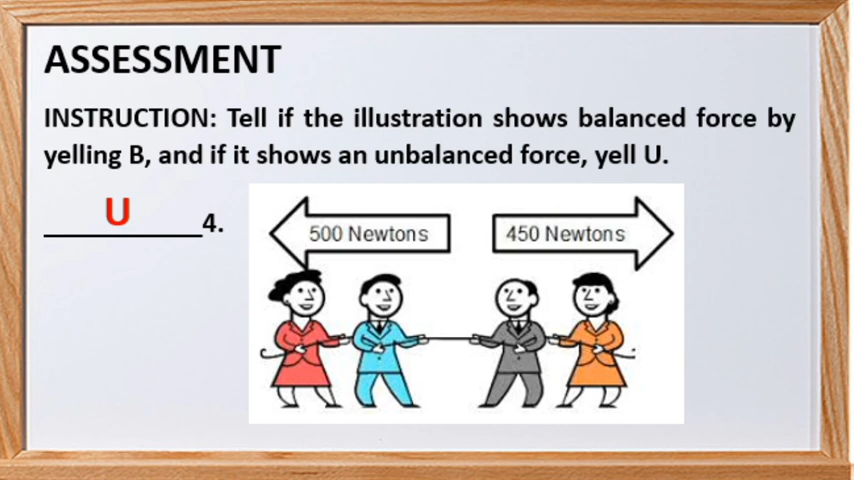 ASSESSMENT
INSTRUCTION: Tell if the illustration shows balanced force by
yelling B, and if it shows an unbalanced force, yell U.
U
____________4.
500 Newtons
450 Newtons